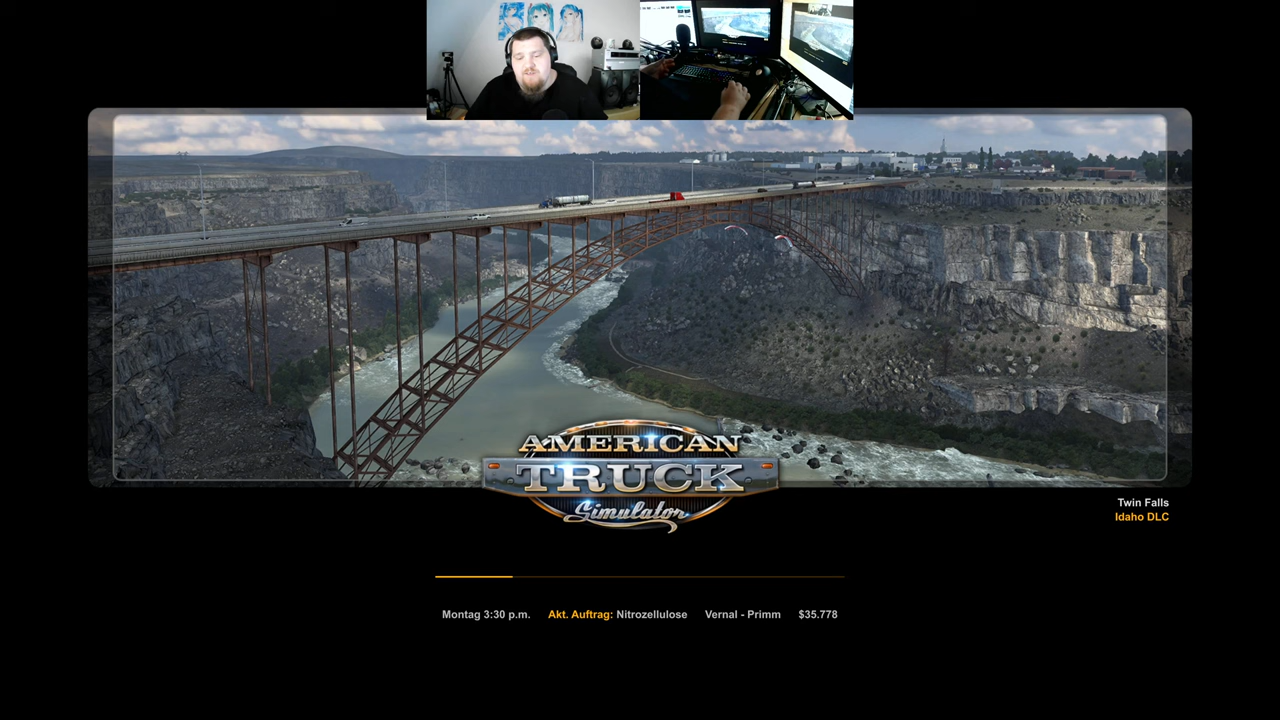 AMERICAN
TRUCK
Simulator
Twin Falls
Idaho DLC
Montag 3:30 p.m. Akt. Auftrag: Nitrozellulose Vernal - Primm $35.778